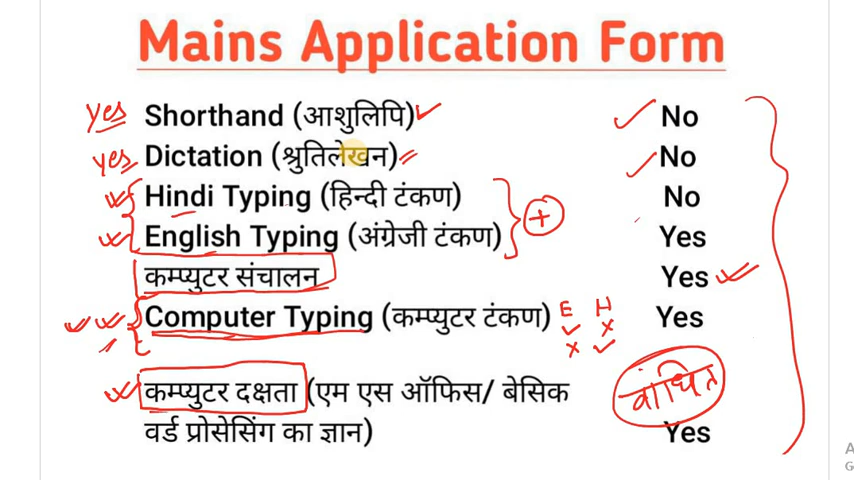 Mains Application Form
yes Shorthand (आशुलिपि) No
yes Dictation (श्रुतिलेखन) No
Hindi Typing (हिन्दी टंकण) No
+
English Typing (अंग्रेजी टंकण) Yes
कम्प्युटर संचालन Yes
E H
Computer Typing (कम्प्युटर टंकण) Yes
कम्प्युटर दक्षता (एम एस ऑफिस/ बेसिक
वर्ड प्रोसेसिंग का ज्ञान) Yes